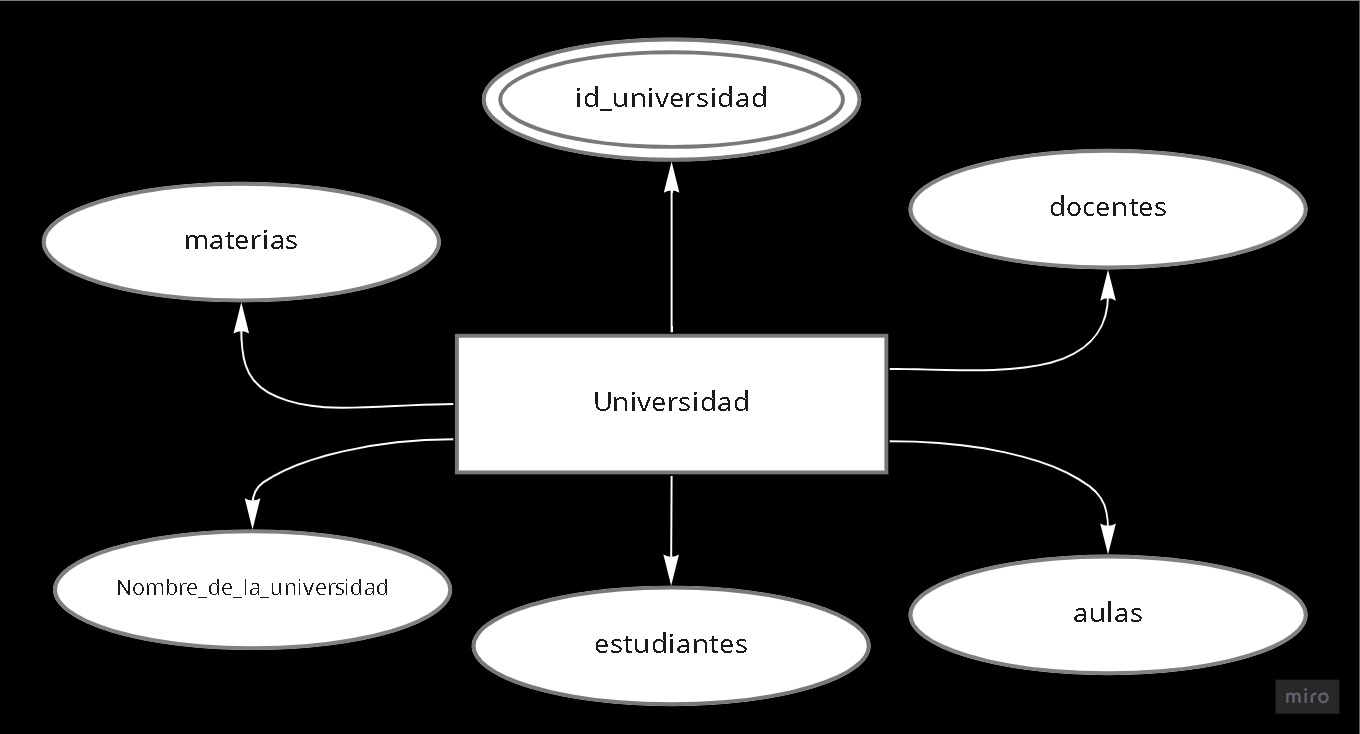 id_universidad
docentes
materias
Universidad
Nombre_de_la_universidad
aulas
estudiantes
miro